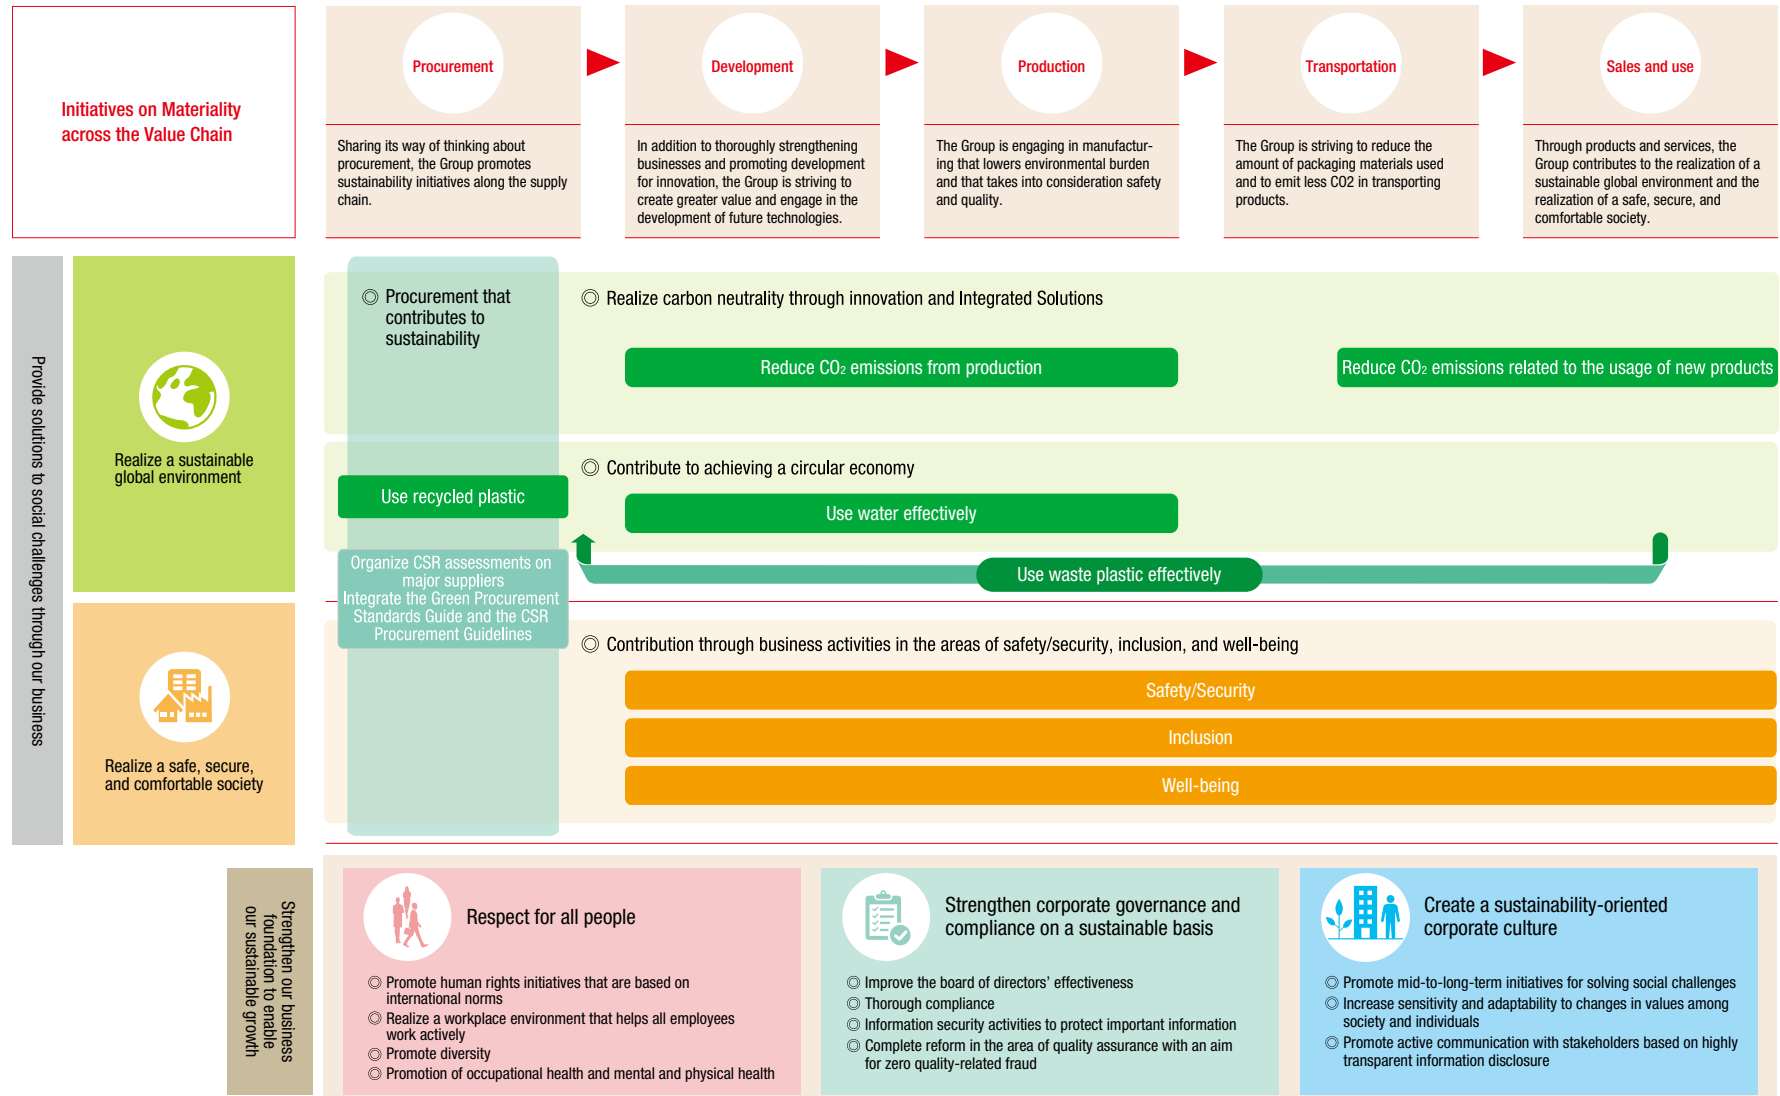 Initiatives on Materiality
across the Value Chain
Procurement
Sharing its way of thinking about
procurement, the Group promotes
sustainability initiatives along the supply
chain.
Development
In addition to thoroughly strengthening
businesses and promoting development
for innovation, the Group is striving to
create greater value and engage in the
development of future technologies.
Production
The Group is engaging in manufactur-
ing that lowers environmental burden
and that takes into consideration safety
and quality.
Transportation
The Group is striving to reduce the
amount of packaging materials used
and to emit less CO2 in transporting
products.
Sales and use
Through products and services, the
Group contributes to the realization of a
sustainable global environment and the
realization of a safe, secure, and
comfortable society.
Provide solutions to social challenges through our business
Realize a sustainable
global environment
◎ Procurement that
contributes to
sustainability
◎ Realize carbon neutrality through innovation and Integrated Solutions
Reduce CO₂ emissions from production
Reduce CO₂ emissions related to the usage of new products
◎ Contribute to achieving a circular economy
Use recycled plastic
Use water effectively
Use waste plastic effectively
Organize CSR assessments on
major suppliers
Integrate the Green Procurement
Standards Guide and the CSR
Procurement Guidelines
Realize a safe, secure,
and comfortable society
◎ Contribution through business activities in the areas of safety/security, inclusion, and well-being
Safety/Security
Inclusion
Well-being
Strengthen our business
foundation to enable
our sustainable growth
Respect for all people
◎ Promote human rights initiatives that are based on
international norms
◎ Realize a workplace environment that helps all employees
work actively
◎ Promote diversity
◎ Promotion of occupational health and mental and physical health
Strengthen corporate governance and
compliance on a sustainable basis
◎ Improve the board of directors’ effectiveness
◎ Thorough compliance
◎ Information security activities to protect important information
◎ Complete reform in the area of quality assurance with an aim
for zero quality-related fraud
Create a sustainability-oriented
corporate culture
◎ Promote mid-to-long-term initiatives for solving social challenges
◎ Increase sensitivity and adaptability to changes in values among
society and individuals
◎ Promote active communication with stakeholders based on highly
transparent information disclosure